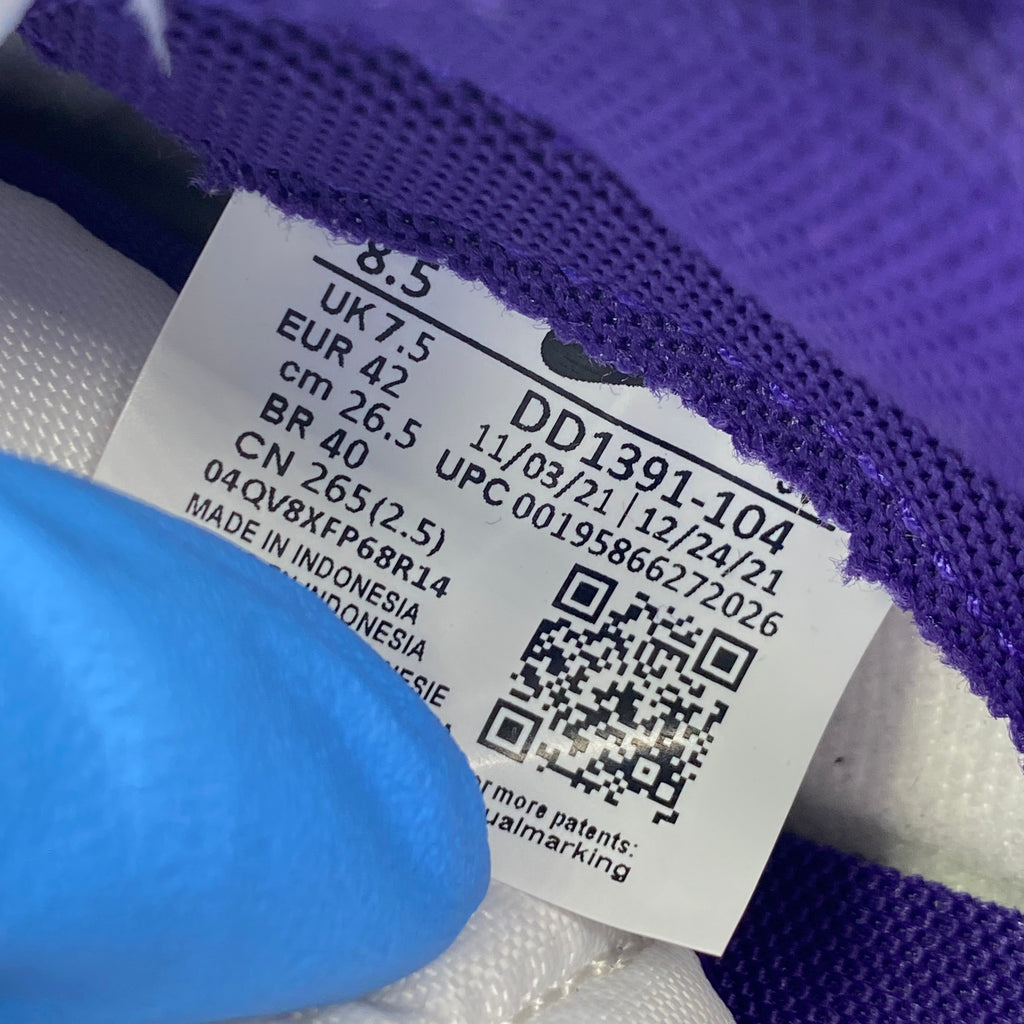 8.5
UK 7.5
EUR 42
cm 26.5
BR 40
CN 265(2.5)
04QV8XFP68R14
MADE IN INDONESIA
INDONESIA
DD1391-104
11/03/21 | 12/24/21
UPC 00195866272026
more patents: